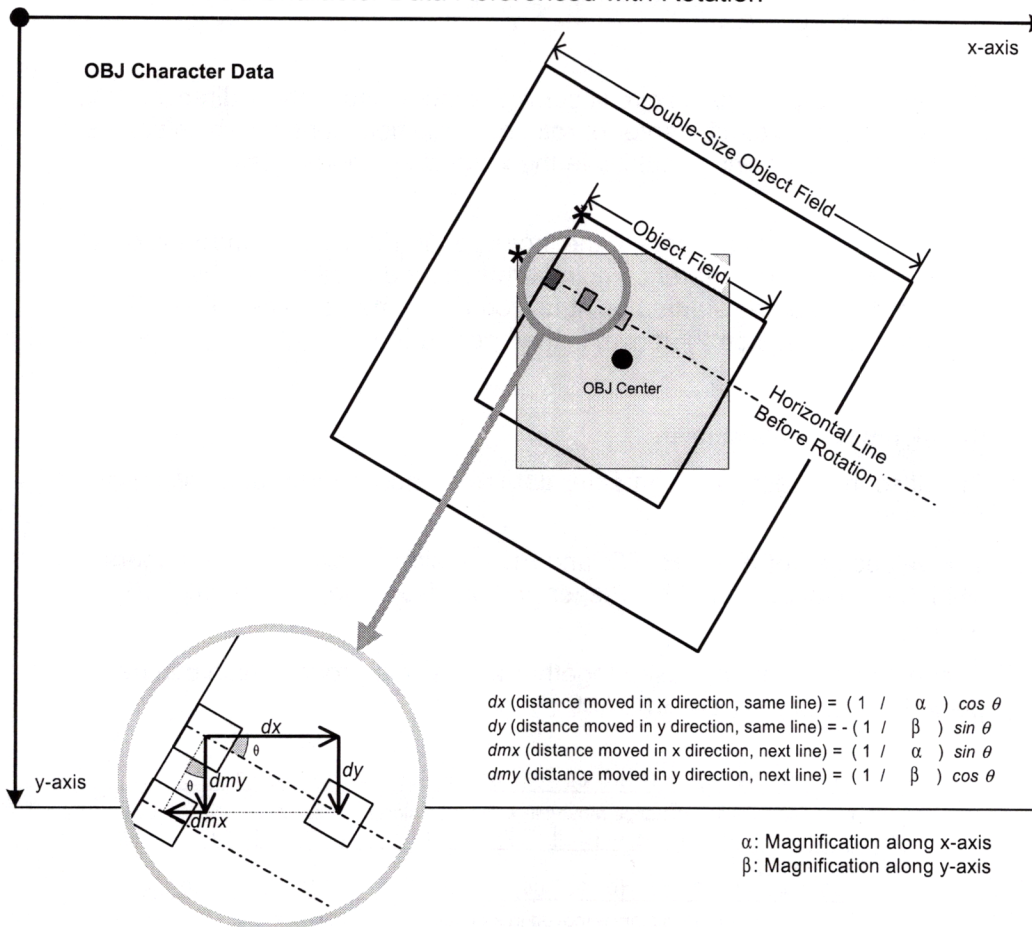 x-axis
OBJ Character Data
Double-Size Object Field
*
Object Field
*
OBJ Center
Horizontal Line
Before Rotation
dx (distance moved in x direction, same line) = ( 1 / α ) cos θ
dy (distance moved in y direction, same line) = - ( 1 / β ) sin θ
dmx (distance moved in x direction, next line) = ( 1 / α ) sin θ
dmy (distance moved in y direction, next line) = ( 1 / β ) cos θ
dx
θ
dy
θ
dmy
dmx
y-axis
α: Magnification along x-axis
β: Magnification along y-axis